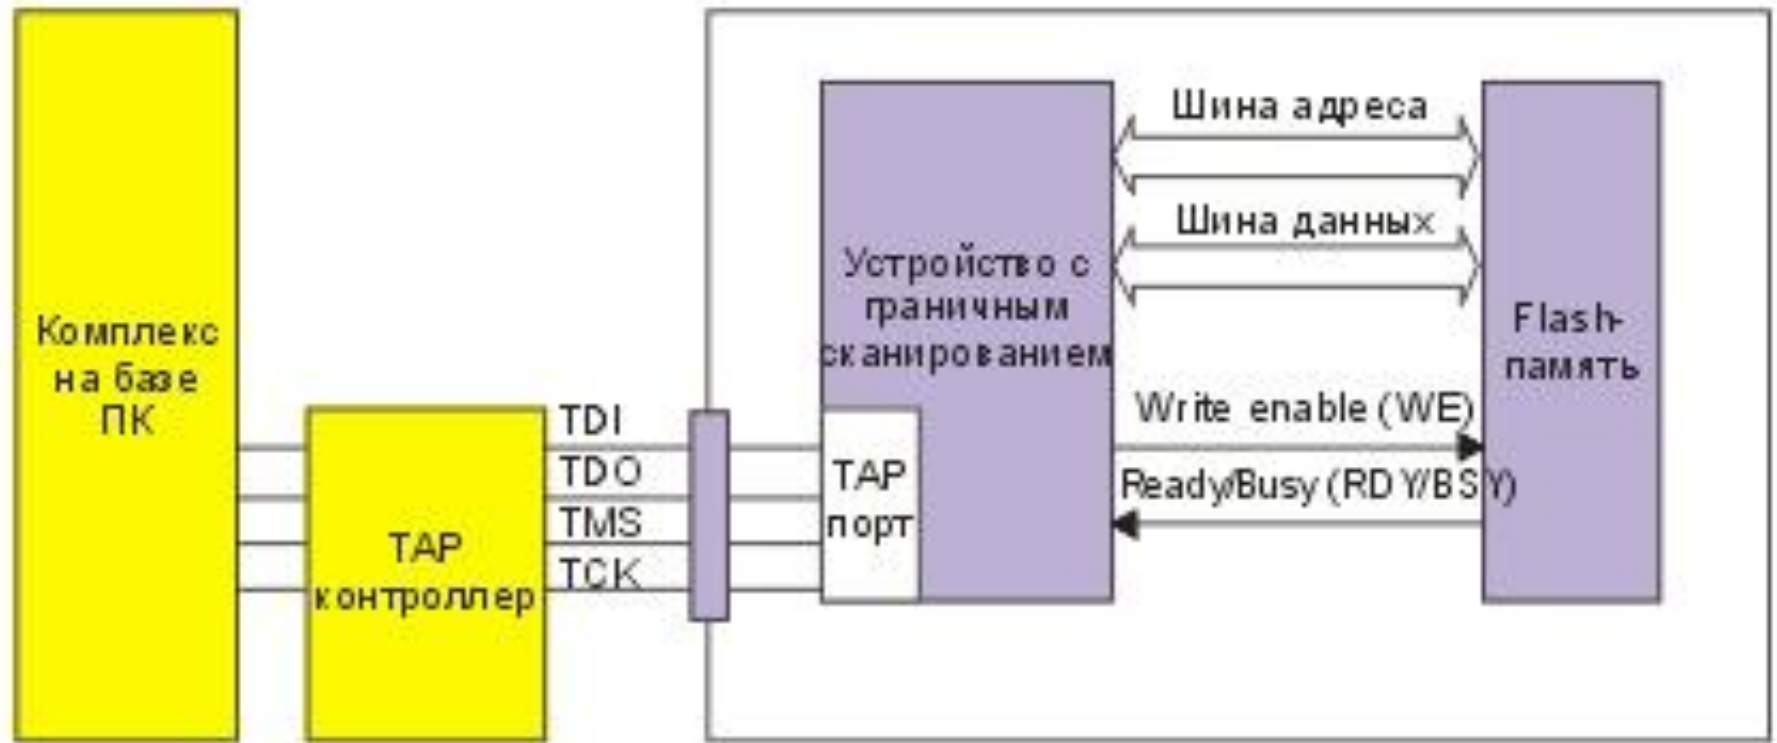 Комплекс
на базе
ПК
TAP
контроллер
TDI
TDO
TMS
TCK
TAP
порт
Устройство с
граничным
сканированием
Шина адреса
Шина данных
Write enable (WE)
Ready/Busy (RDY/BSY)
Flash-
память